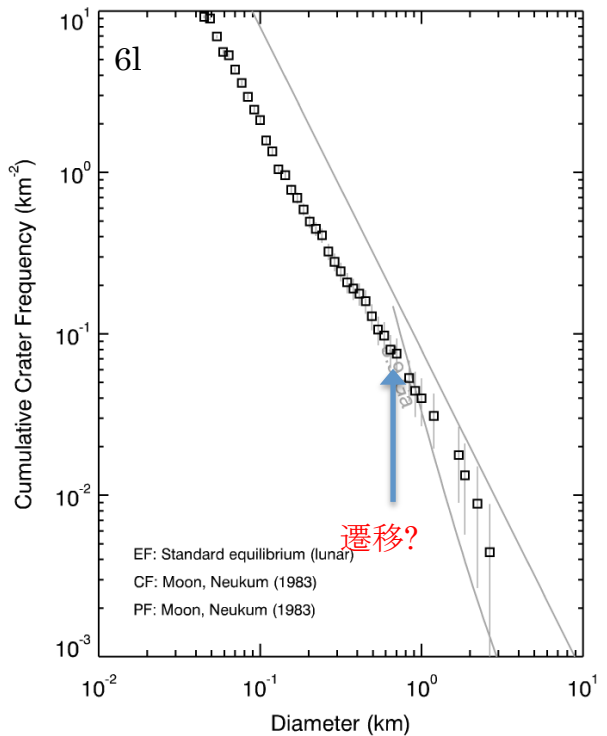 6l
10¹
10⁰
10⁻¹
10⁻²
10⁻³
Cumulative Crater Frequency (km⁻²)
遷移?
EF: Standard equilibrium (lunar)
CF: Moon, Neukum (1983)
PF: Moon, Neukum (1983)
10⁻² 10⁻¹ 10⁰ 10¹
Diameter (km)